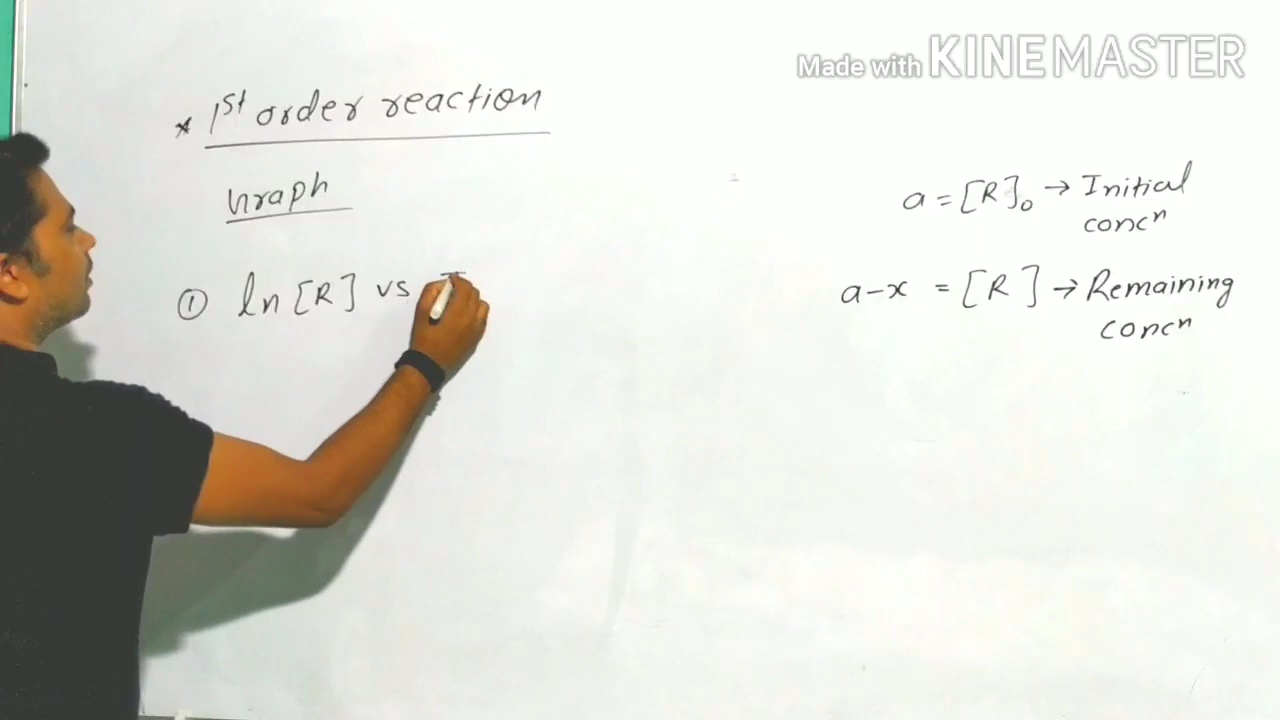 Made with KINEMASTER
* 1st order reaction
Graph
① ln [R] vs
a = [R]₀ → Initial
concⁿ
a-x = [R] → Remaining
concⁿ